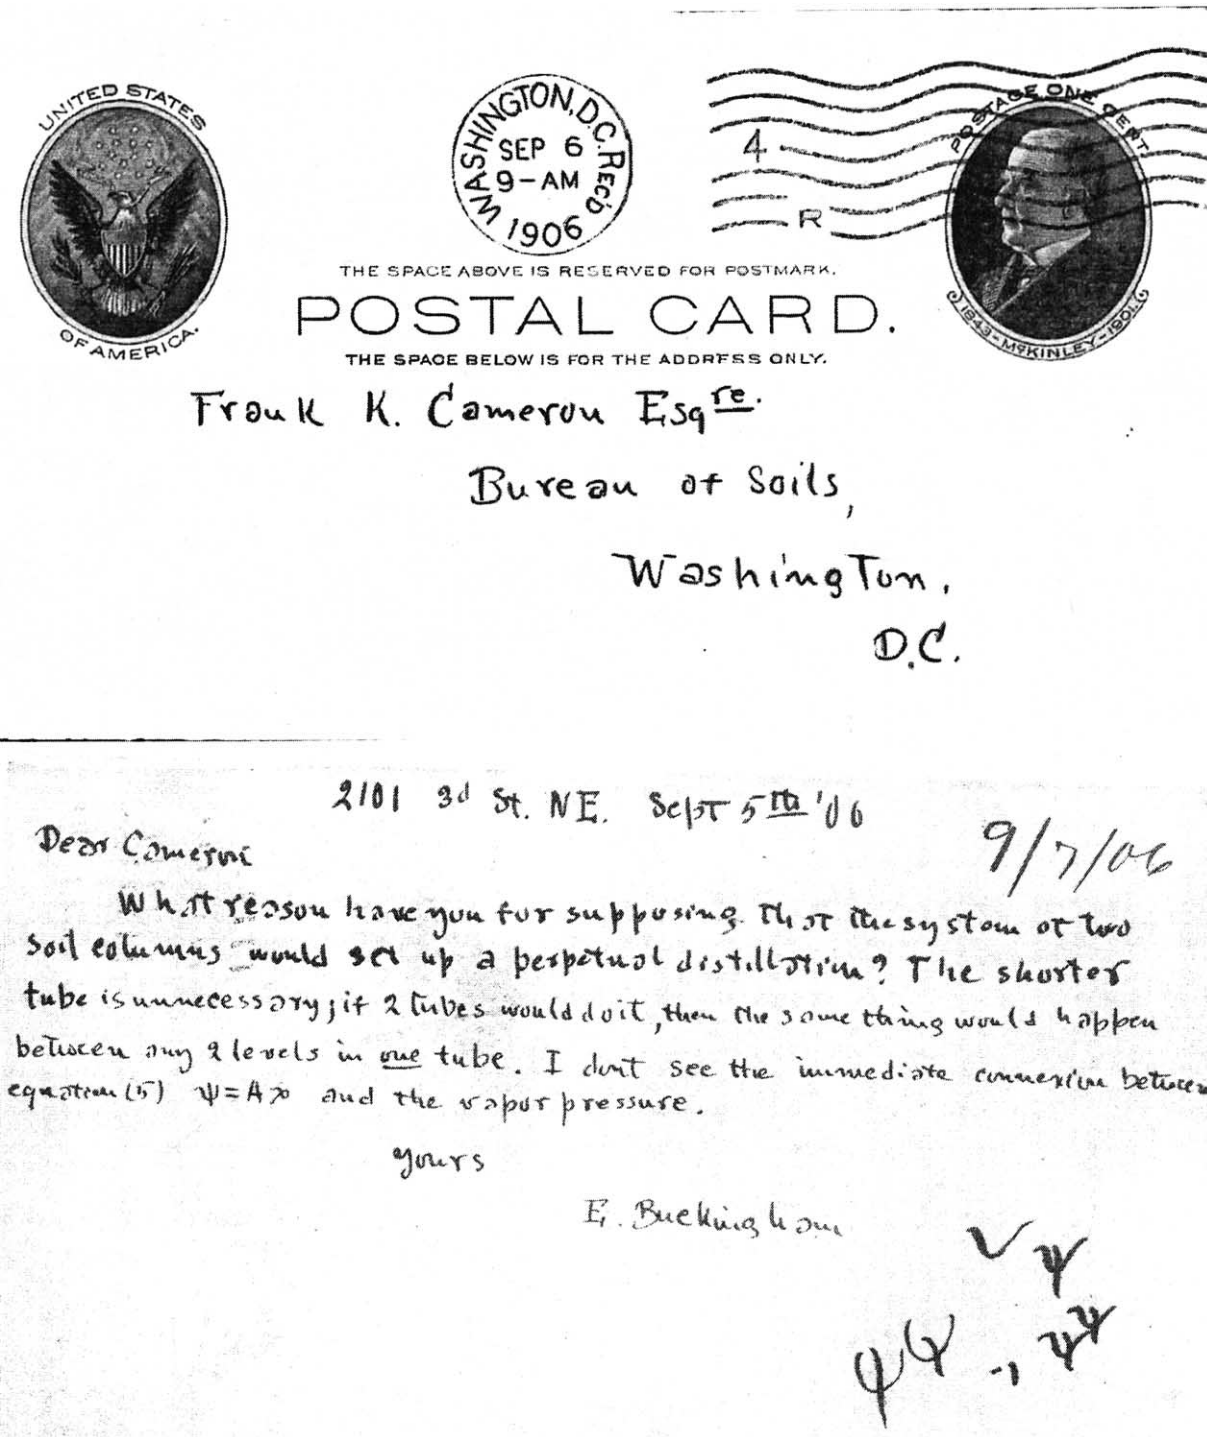 UNITED STATES
OF AMERICA.
WASHINGTON, D.C. REC'D
SEP 6
9-AM
1906
4
R
POSTAGE ONE CENT.
1843-McKINLEY-1901.
THE SPACE ABOVE IS RESERVED FOR POSTMARK.
POSTAL CARD.
THE SPACE BELOW IS FOR THE ADDRESS ONLY.
Frank K. Cameron Esqre.
Bureau of Soils,
Washington.
D.C.
2101 3d St. NE. Sept 5th '06
9/7/06
Dear Cameron
What reason have you for supposing that the system of two
soil columns would set up a perpetual distillation? The shorter
tube is unnecessary; if 2 tubes would do it, then the same thing would happen
between any 2 levels in one tube. I dont see the immediate connexion between
equation (5) ψ = Ax and the vapor pressure.
yours
E. Buckingham
ψ
ψ ψ
ψψ